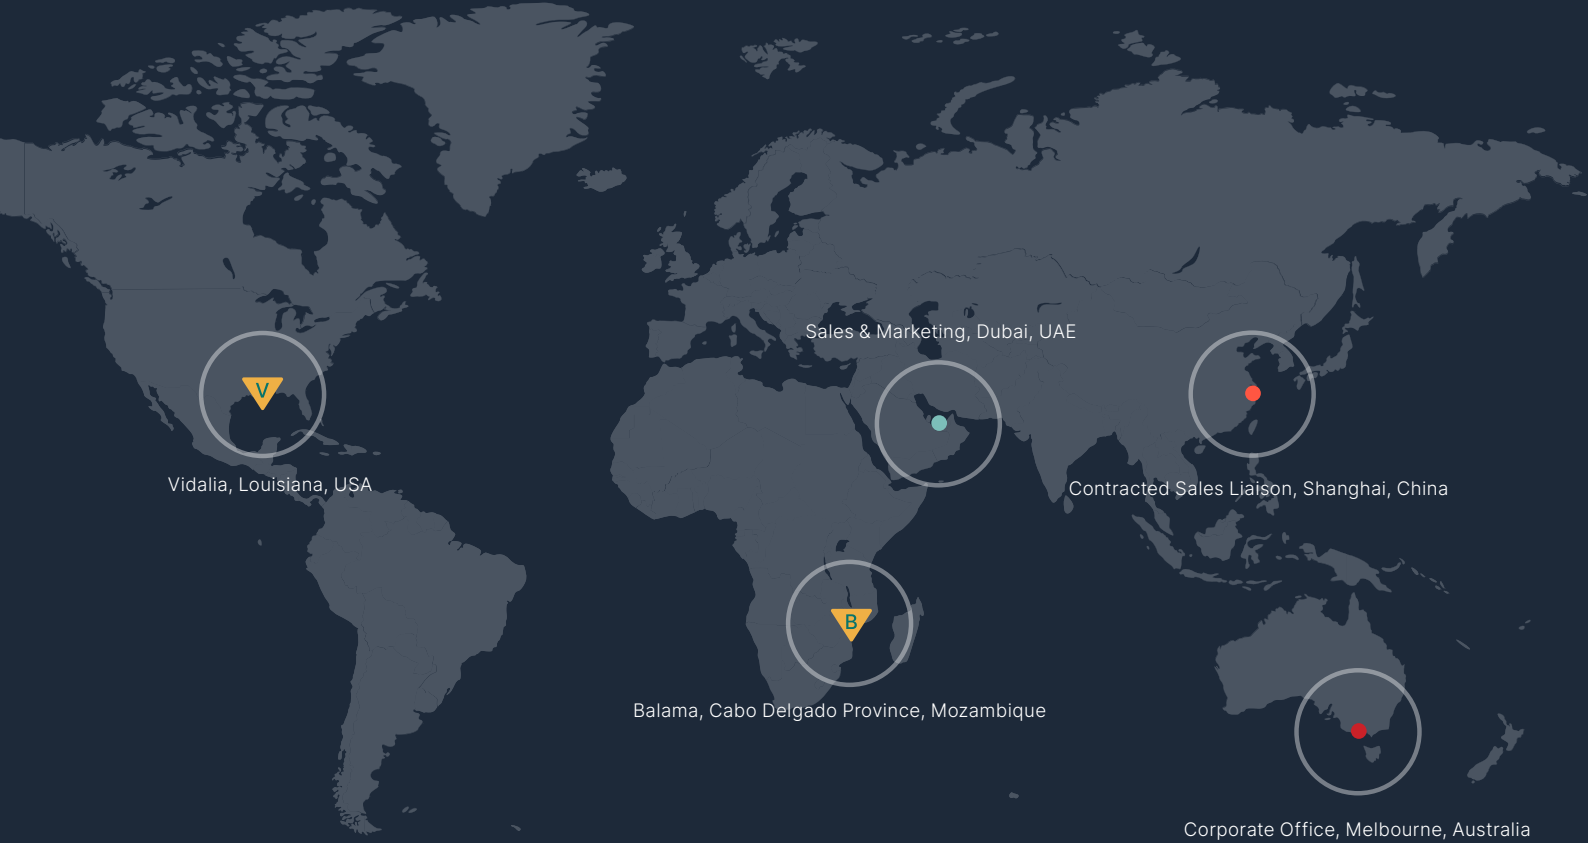 Sales & Marketing, Dubai, UAE
V
Vidalia, Louisiana, USA
Contracted Sales Liaison, Shanghai, China
B
Balama, Cabo Delgado Province, Mozambique
Corporate Office, Melbourne, Australia